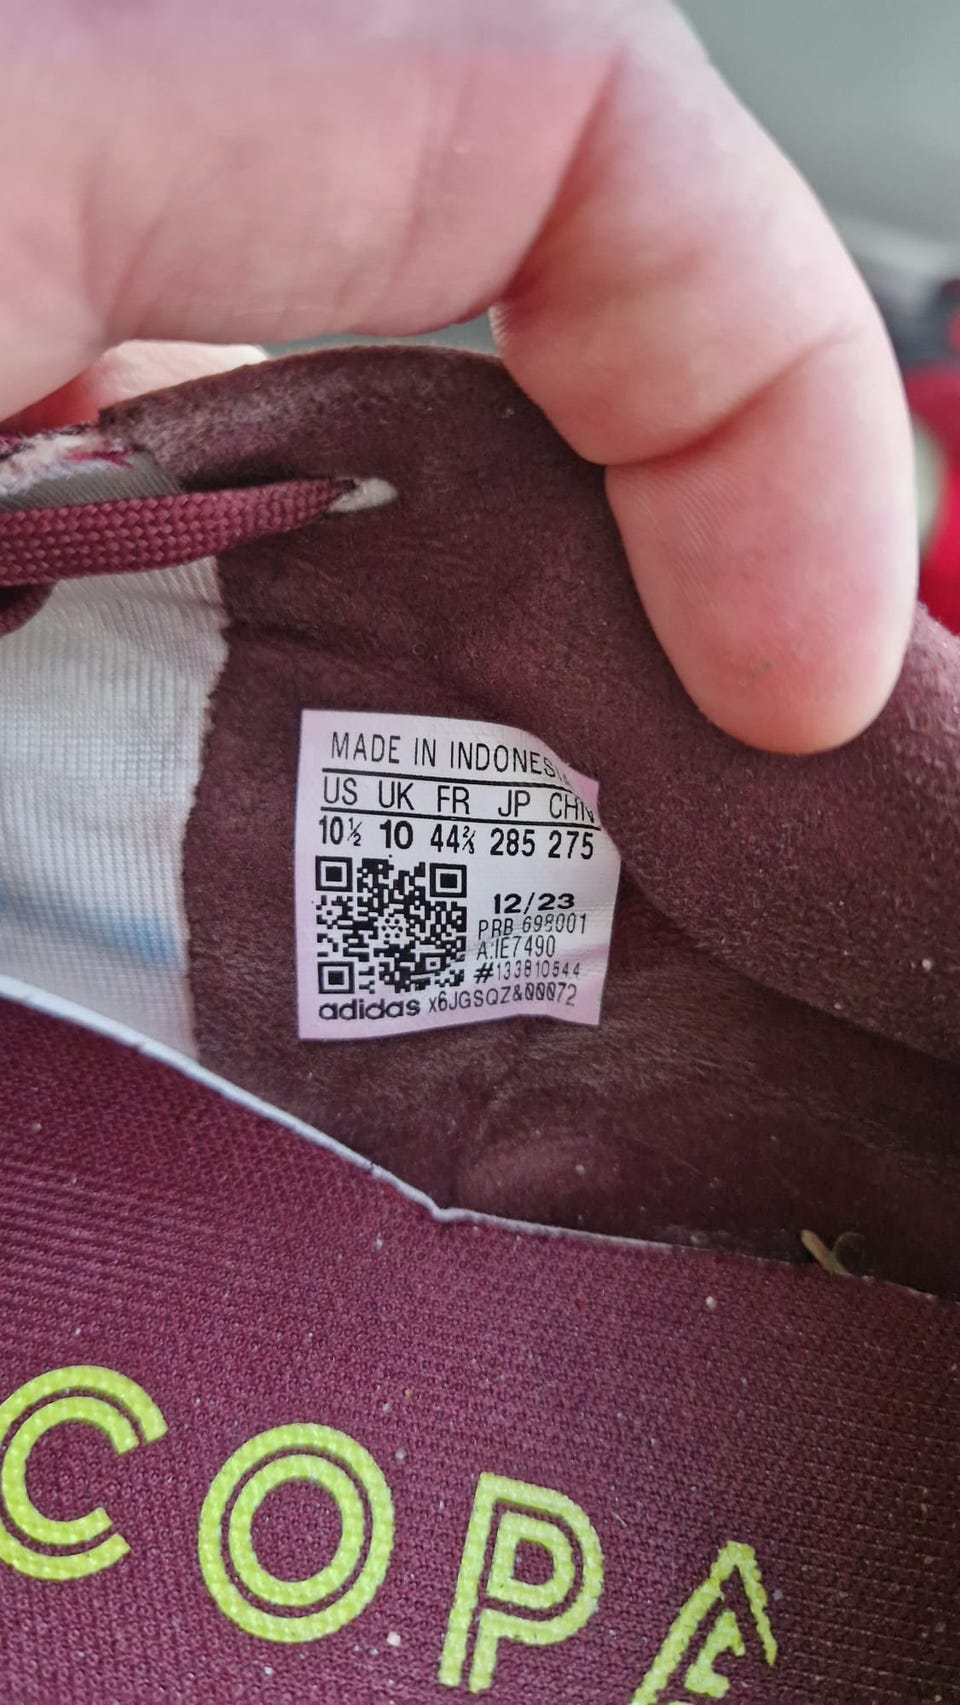 MADE IN INDONESIA
US UK FR JP CHN
10½ 10 44⅔ 285 275
12/23
PRB 698001
A:IE7490
#133810544
adidas x6JGSQZ&00072
COPA